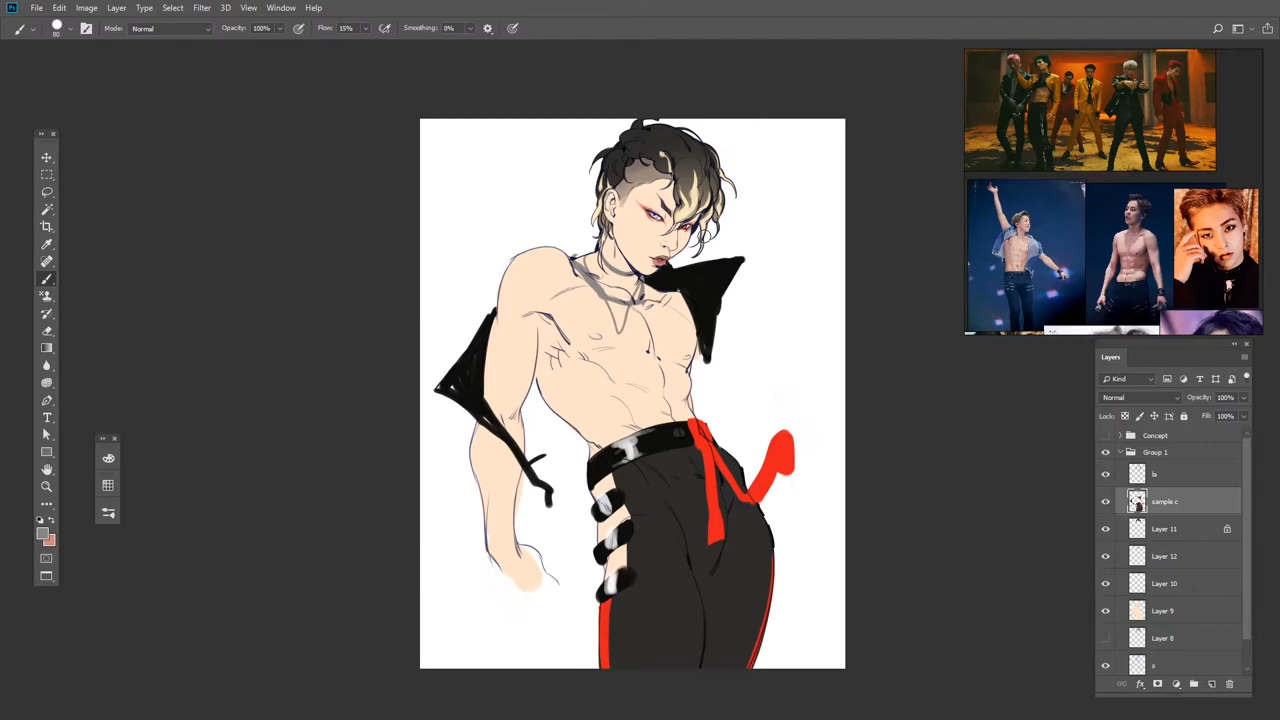 Ps File Edit Image Layer Type Select Filter 3D View Window Help
80 Mode: Normal Opacity: 100% Flow: 15% Smoothing: 0%
Layers
Kind
Normal Opacity: 100%
Lock: Fill: 100%
Concept
Group 1
la
sample c
Layer 11
Layer 12
Layer 10
Layer 9
Layer 8
s